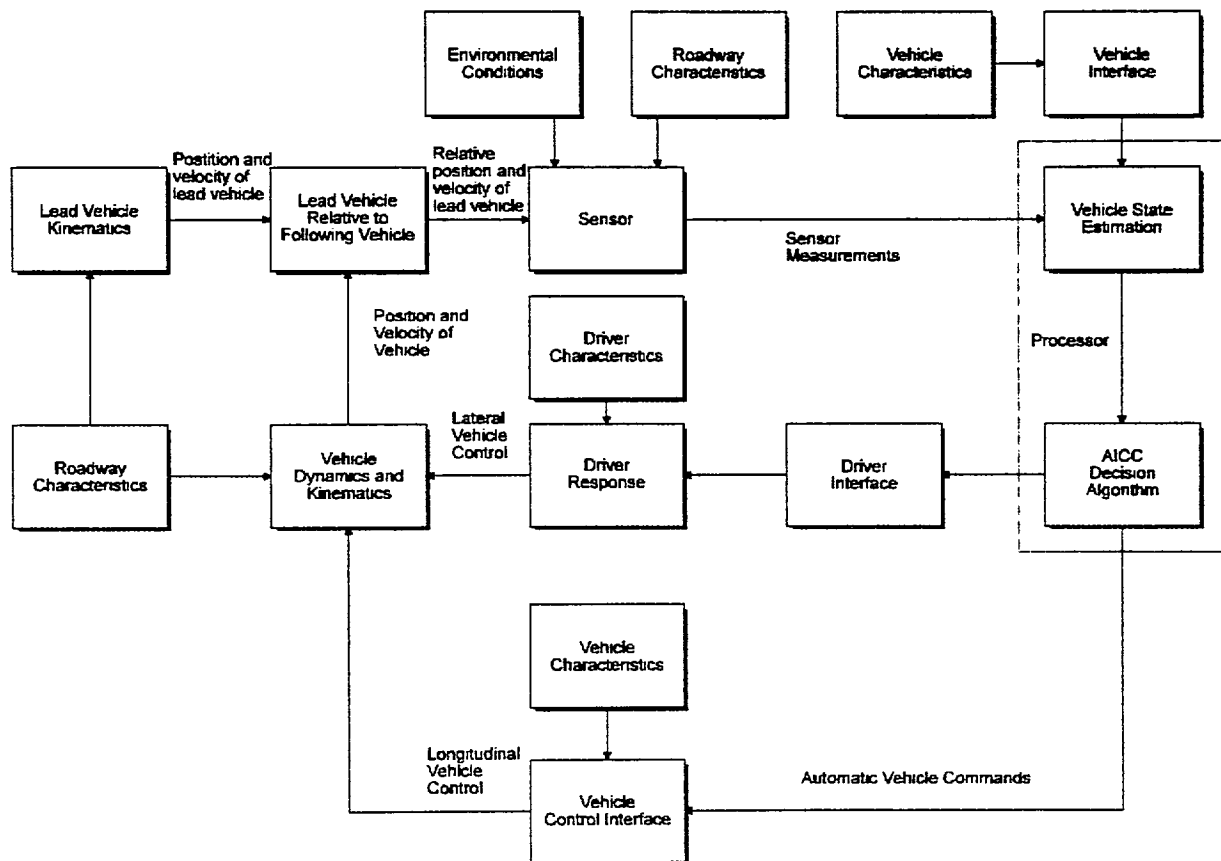 Environmental
Conditions
Roadway
Characteristics
Vehicle
Characteristics
Vehicle
Interface
Postition and
velocity of
lead vehicle
Relative
position and
velocity of
lead vehicle
Lead Vehicle
Kinematics
Lead Vehicle
Relative to
Following Vehicle
Sensor
Sensor
Measurements
Vehicle State
Estimation
Position and
Velocity of
Vehicle
Driver
Characteristics
Processor
Roadway
Characteristics
Vehicle
Dynamics and
Kinematics
Lateral
Vehicle
Control
Driver
Response
Driver
Interface
AICC
Decision
Algorithm
Vehicle
Characteristics
Longitudinal
Vehicle
Control
Vehicle
Control Interface
Automatic Vehicle Commands